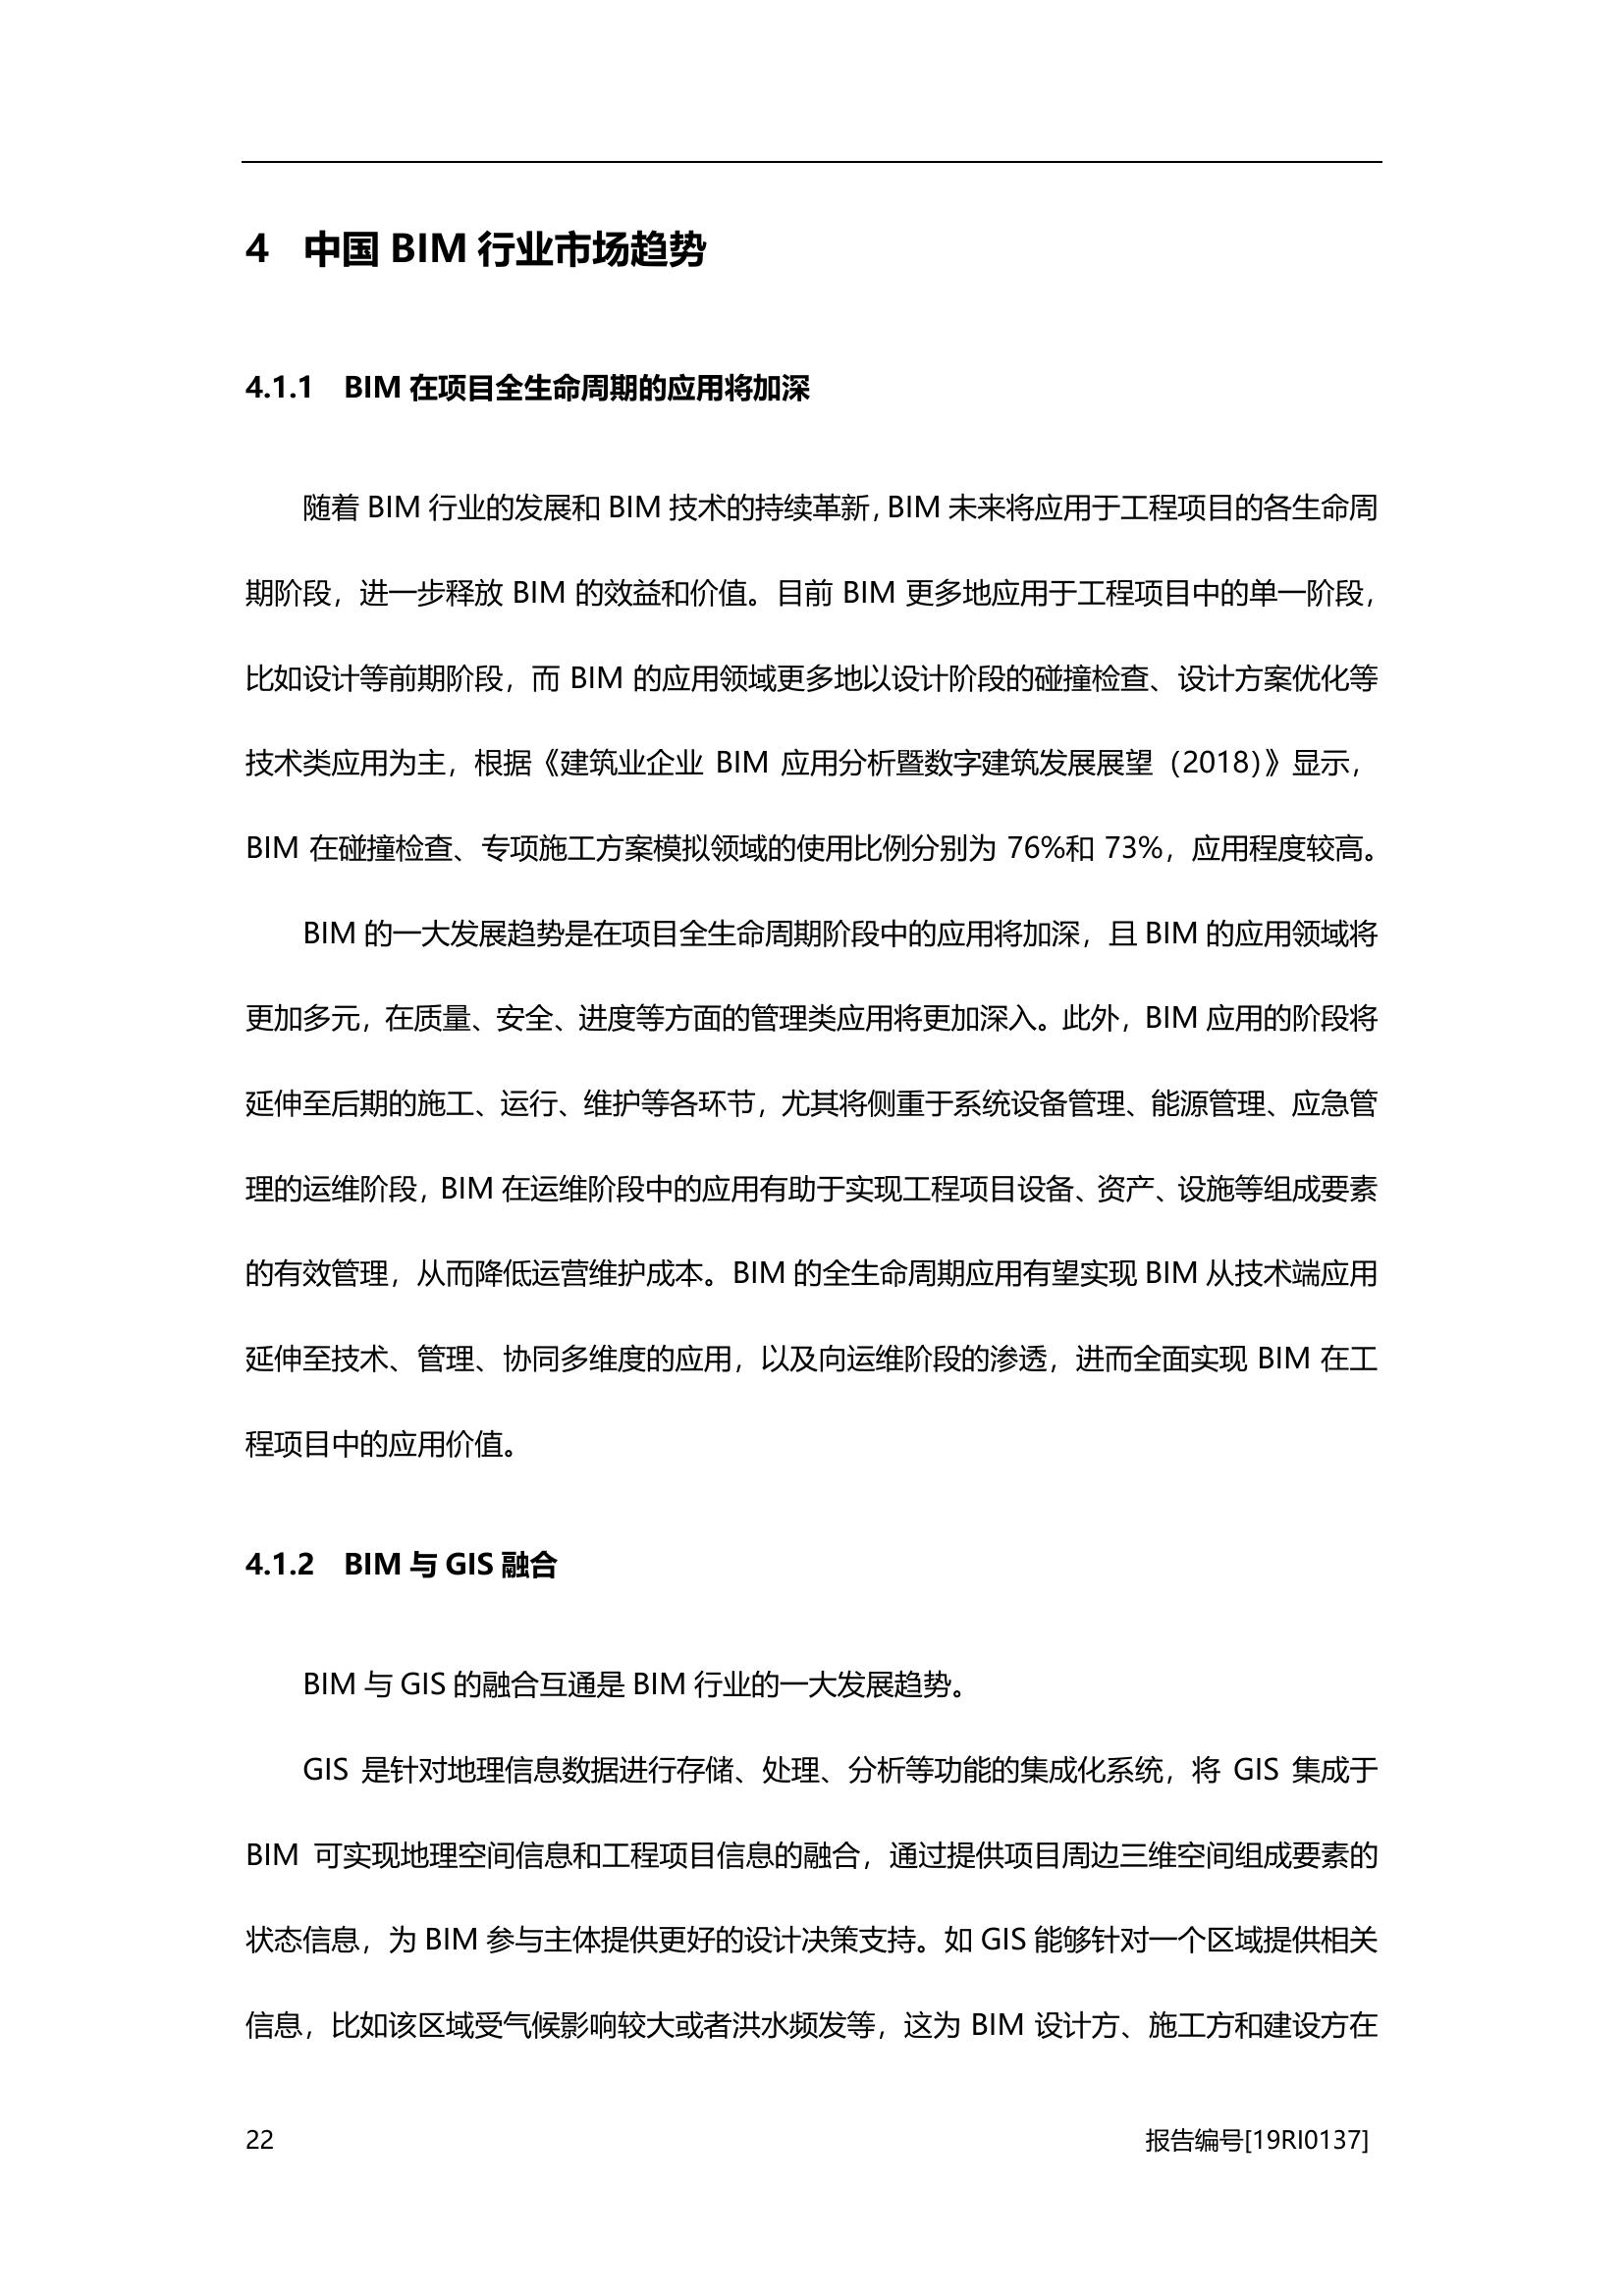 4 中国 BIM 行业市场趋势
4.1.1 BIM 在项目全生命周期的应用将加深
随着 BIM 行业的发展和 BIM 技术的持续革新，BIM 未来将应用于工程项目的各生命周
期阶段，进一步释放 BIM 的效益和价值。目前 BIM 更多地应用于工程项目中的单一阶段，
比如设计等前期阶段，而 BIM 的应用领域更多地以设计阶段的碰撞检查、设计方案优化等
技术类应用为主，根据《建筑业企业 BIM 应用分析暨数字建筑发展展望（2018）》显示，
BIM 在碰撞检查、专项施工方案模拟领域的使用比例分别为 76%和 73%，应用程度较高。
BIM 的一大发展趋势是在项目全生命周期阶段中的应用将加深，且 BIM 的应用领域将
更加多元，在质量、安全、进度等方面的管理类应用将更加深入。此外，BIM 应用的阶段将
延伸至后期的施工、运行、维护等各环节，尤其将侧重于系统设备管理、能源管理、应急管
理的运维阶段，BIM 在运维阶段中的应用有助于实现工程项目设备、资产、设施等组成要素
的有效管理，从而降低运营维护成本。BIM 的全生命周期应用有望实现 BIM 从技术端应用
延伸至技术、管理、协同多维度的应用，以及向运维阶段的渗透，进而全面实现 BIM 在工
程项目中的应用价值。
4.1.2 BIM 与 GIS 融合
BIM 与 GIS 的融合互通是 BIM 行业的一大发展趋势。
GIS 是针对地理信息数据进行存储、处理、分析等功能的集成化系统，将 GIS 集成于
BIM 可实现地理空间信息和工程项目信息的融合，通过提供项目周边三维空间组成要素的
状态信息，为 BIM 参与主体提供更好的设计决策支持。如 GIS 能够针对一个区域提供相关
信息，比如该区域受气候影响较大或者洪水频发等，这为 BIM 设计方、施工方和建设方在
22 报告编号[19RI0137]